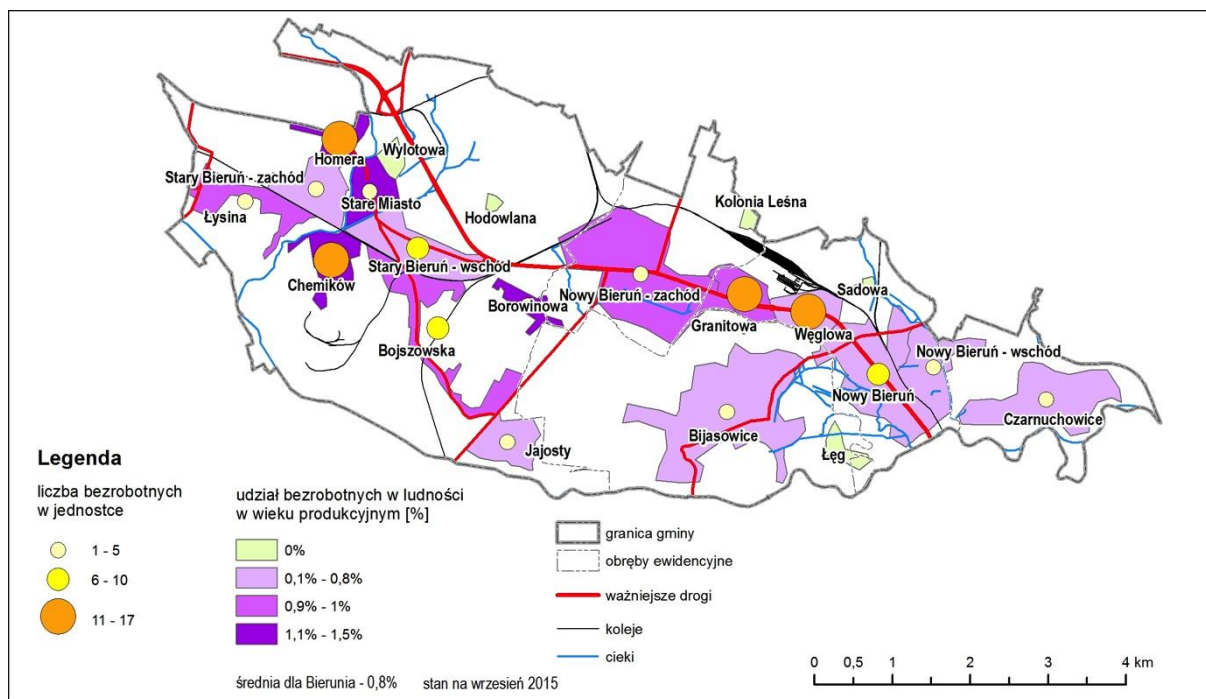 Homera
Wylotowa
Stary Bieruń - zachód
Stare Miasto
Łysina
Hodowlana
Kolonia Leśna
Stary Bieruń - wschód
Chemików
Borowinowa
Nowy Bieruń - zachód
Sadowa
Granitowa
Węglowa
Bojszowska
Nowy Bieruń - wschód
Nowy Bieruń
Czarnuchowice
Bijasowice
Jajosty
Łęg
Legenda
liczba bezrobotnych
w jednostce
1 - 5
6 - 10
11 - 17
udział bezrobotnych w ludności
w wieku produkcyjnym [%]
0%
0,1% - 0,8%
0,9% - 1%
1,1% - 1,5%
średnia dla Bierunia - 0,8% stan na wrzesień 2015
granica gminy
obręby ewidencyjne
ważniejsze drogi
koleje
cieki
0 0,5 1 2 3 4 km